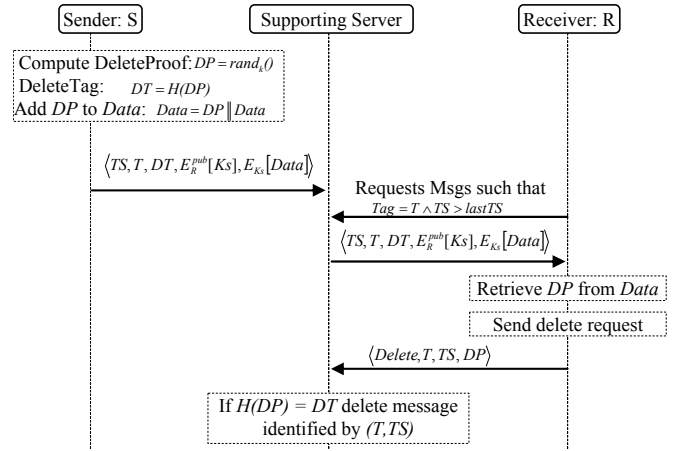 Sender: S Supporting Server Receiver: R
Compute DeleteProof: DP = rand_k()
DeleteTag: DT = H(DP)
Add DP to Data: Data = DP ∥ Data
⟨TS, T, DT, E_R^pub[Ks], E_Ks[Data]⟩
Requests Msgs such that
Tag = T ∧ TS > lastTS
⟨TS, T, DT, E_R^pub[Ks], E_Ks[Data]⟩
Retrieve DP from Data
Send delete request
⟨Delete, T, TS, DP⟩
If H(DP) = DT delete message
identified by (T,TS)